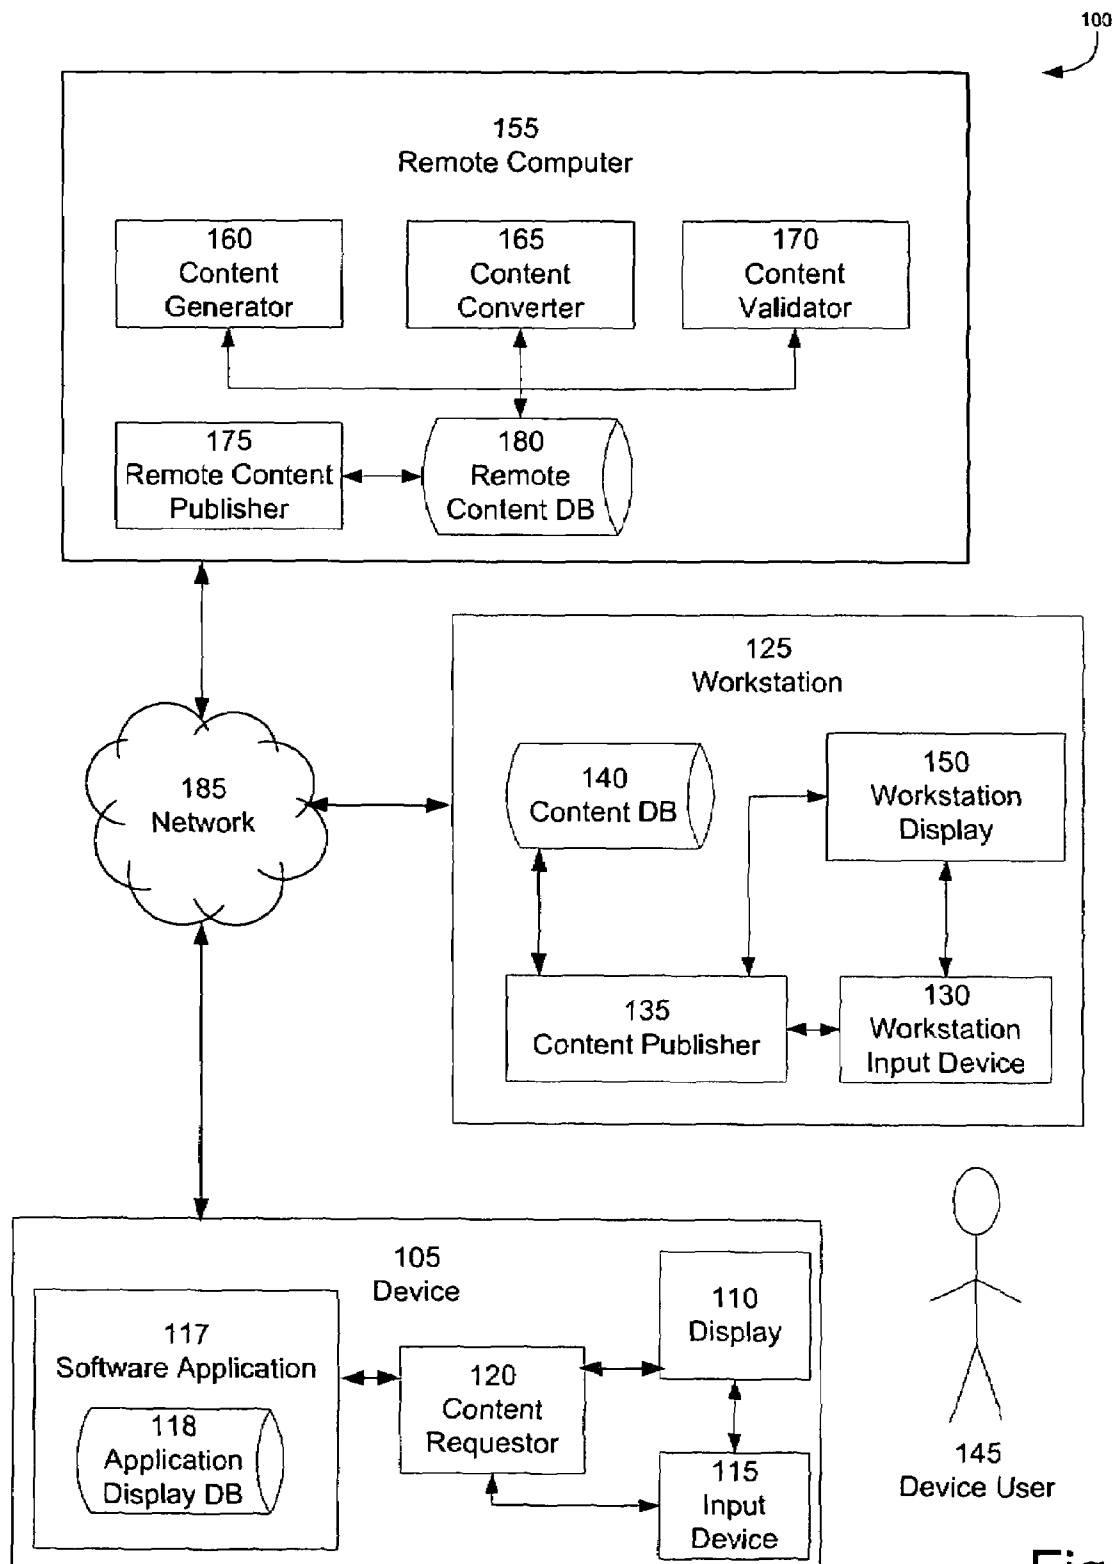 100
155
Remote Computer
160
Content
Generator
165
Content
Converter
170
Content
Validator
175
Remote Content
Publisher
180
Remote
Content DB
125
Workstation
185
Network
140
Content DB
150
Workstation
Display
135
Content Publisher
130
Workstation
Input Device
105
Device
117
Software Application
118
Application
Display DB
120
Content
Requestor
110
Display
115
Input
Device
145
Device User